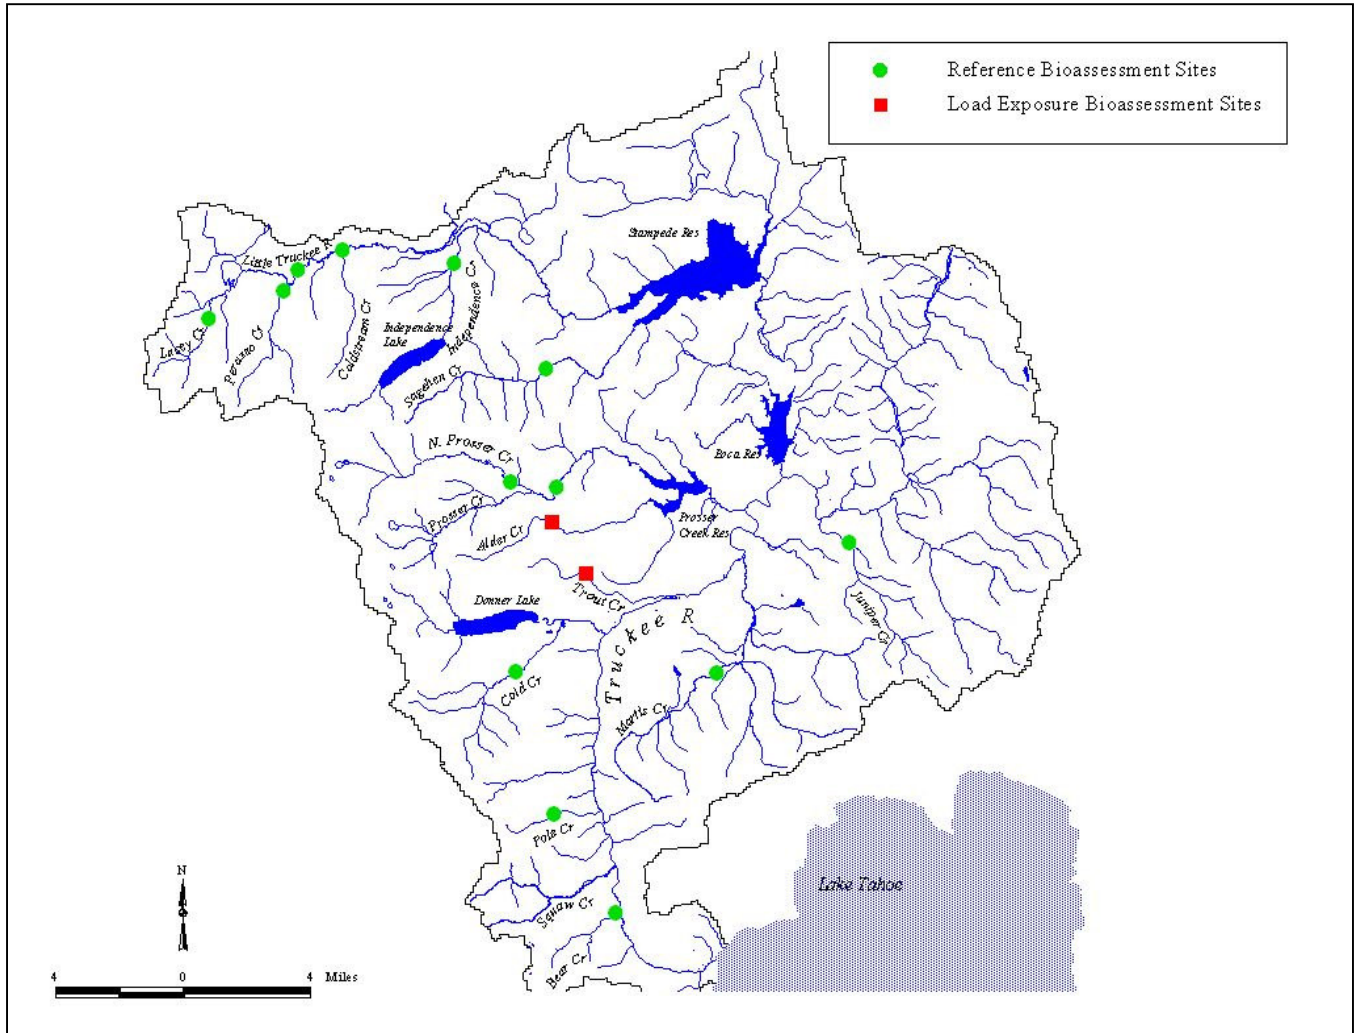 Reference Bioassessment Sites
Load Exposure Bioassessment Sites
Stampede Res
Little Truckee R
Independence Cr
Lacey Cr
Perazzo Cr
Coldstream Cr
Independence
Lake
Sagehen Cr
N. Prosser Cr
Boca Res
Prosser Cr
Alder Cr
Prosser
Creek Res
Trout Cr
Donner Lake
Juniper Cr
Truckee R
Cold Cr
Martis Cr
Pole Cr
Lake Tahoe
Squaw Cr
Bear Cr
N
4 0 4 Miles